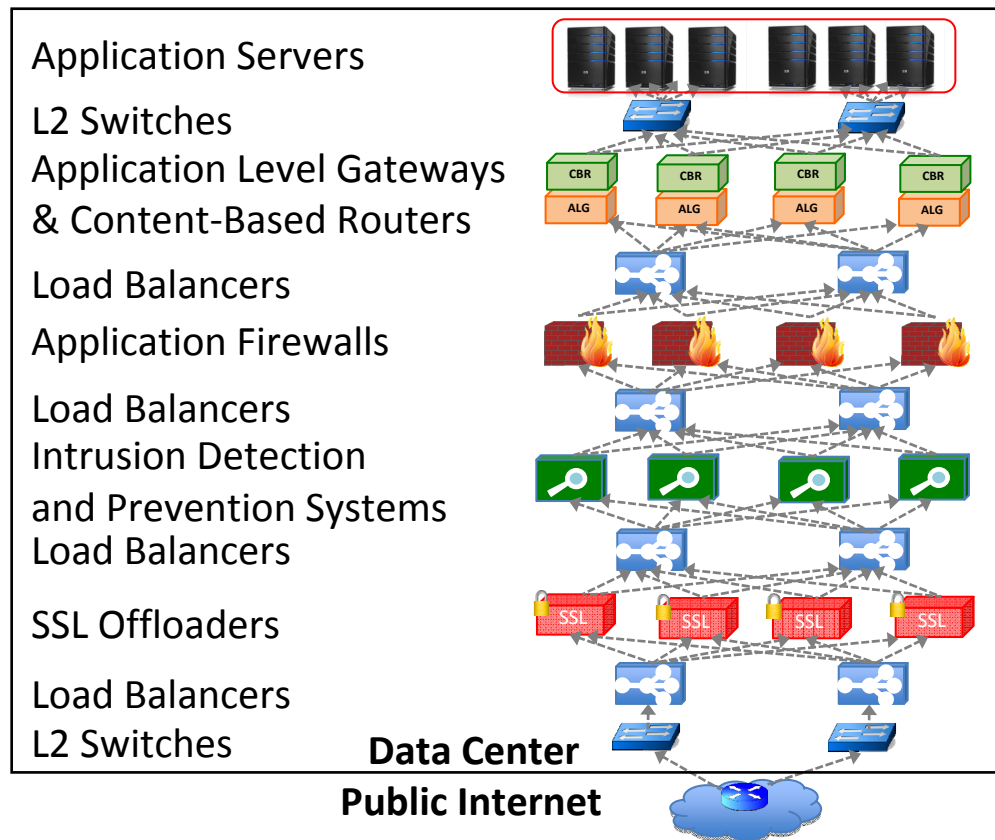 Application Servers
L2 Switches
Application Level Gateways
& Content-Based Routers
CBR CBR CBR CBR
ALG ALG ALG ALG
Load Balancers
Application Firewalls
Load Balancers
Intrusion Detection
and Prevention Systems
Load Balancers
SSL Offloaders
SSL SSL SSL SSL
Load Balancers
L2 Switches
Data Center
Public Internet